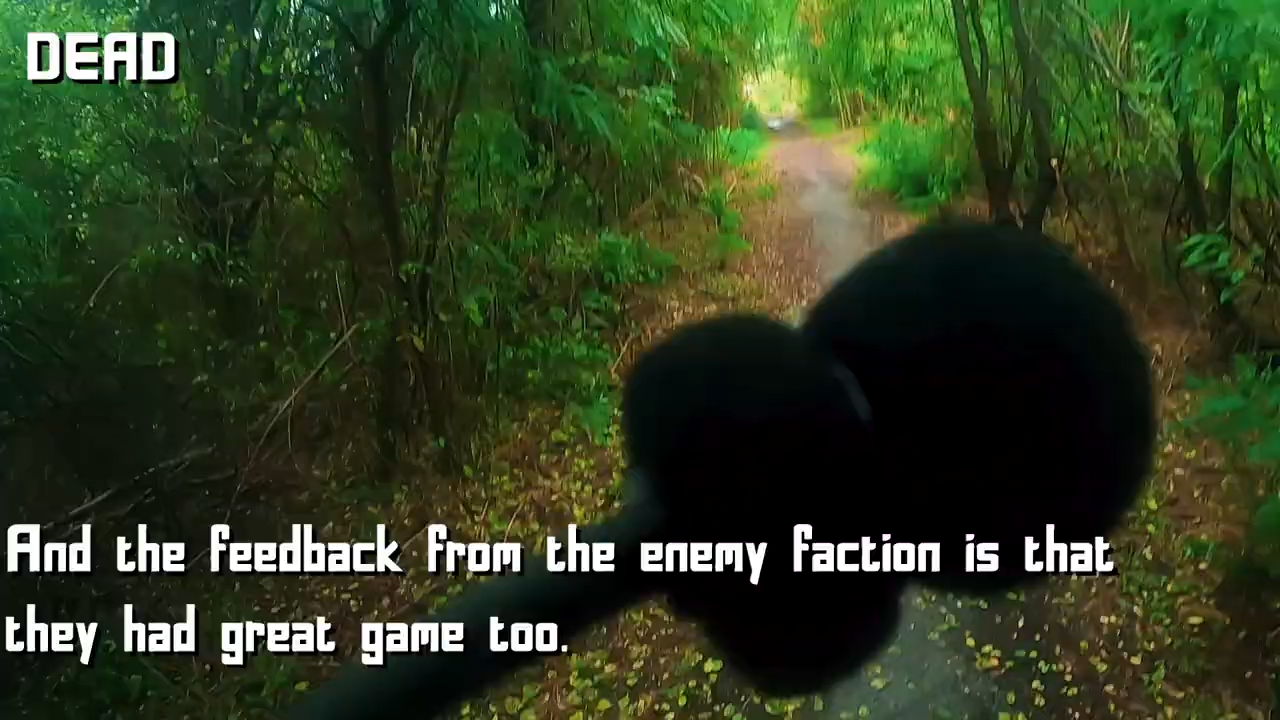 DEAD
And the feedback from the enemy faction is that
they had great game too.